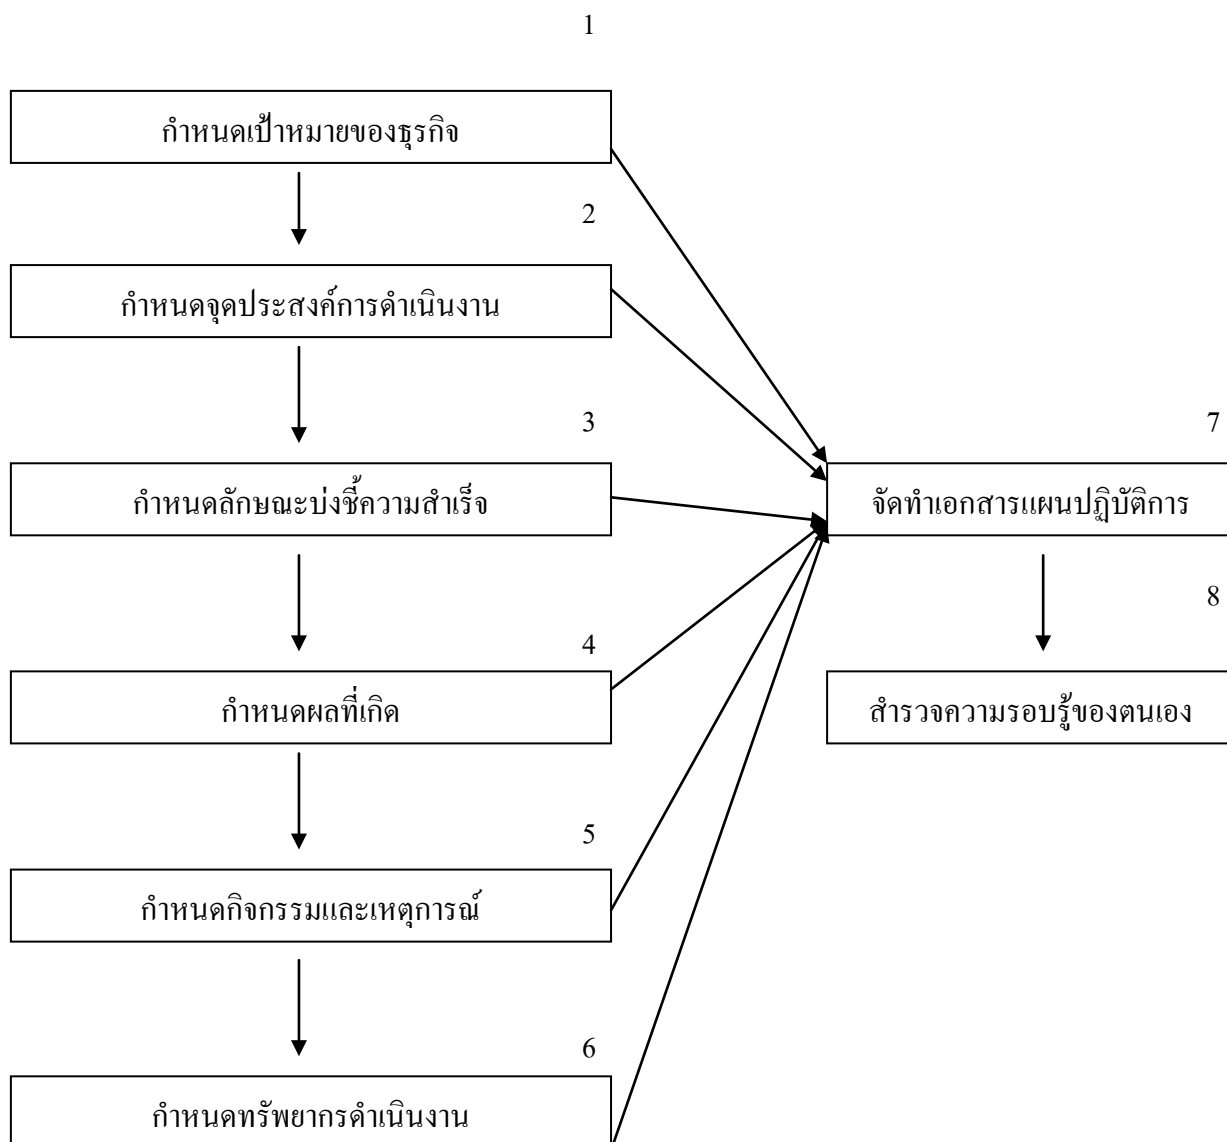 1
กำหนดเป้าหมายของธุรกิจ
2
กำหนดจุดประสงค์การดำเนินงาน
3
กำหนดลักษณะบ่งชี้ความสำเร็จ
4
กำหนดผลที่เกิด
5
กำหนดกิจกรรมและเหตุการณ์
6
กำหนดทรัพยากรดำเนินงาน
7
จัดทำเอกสารแผนปฏิบัติการ
8
สำรวจความรอบรู้ของตนเอง